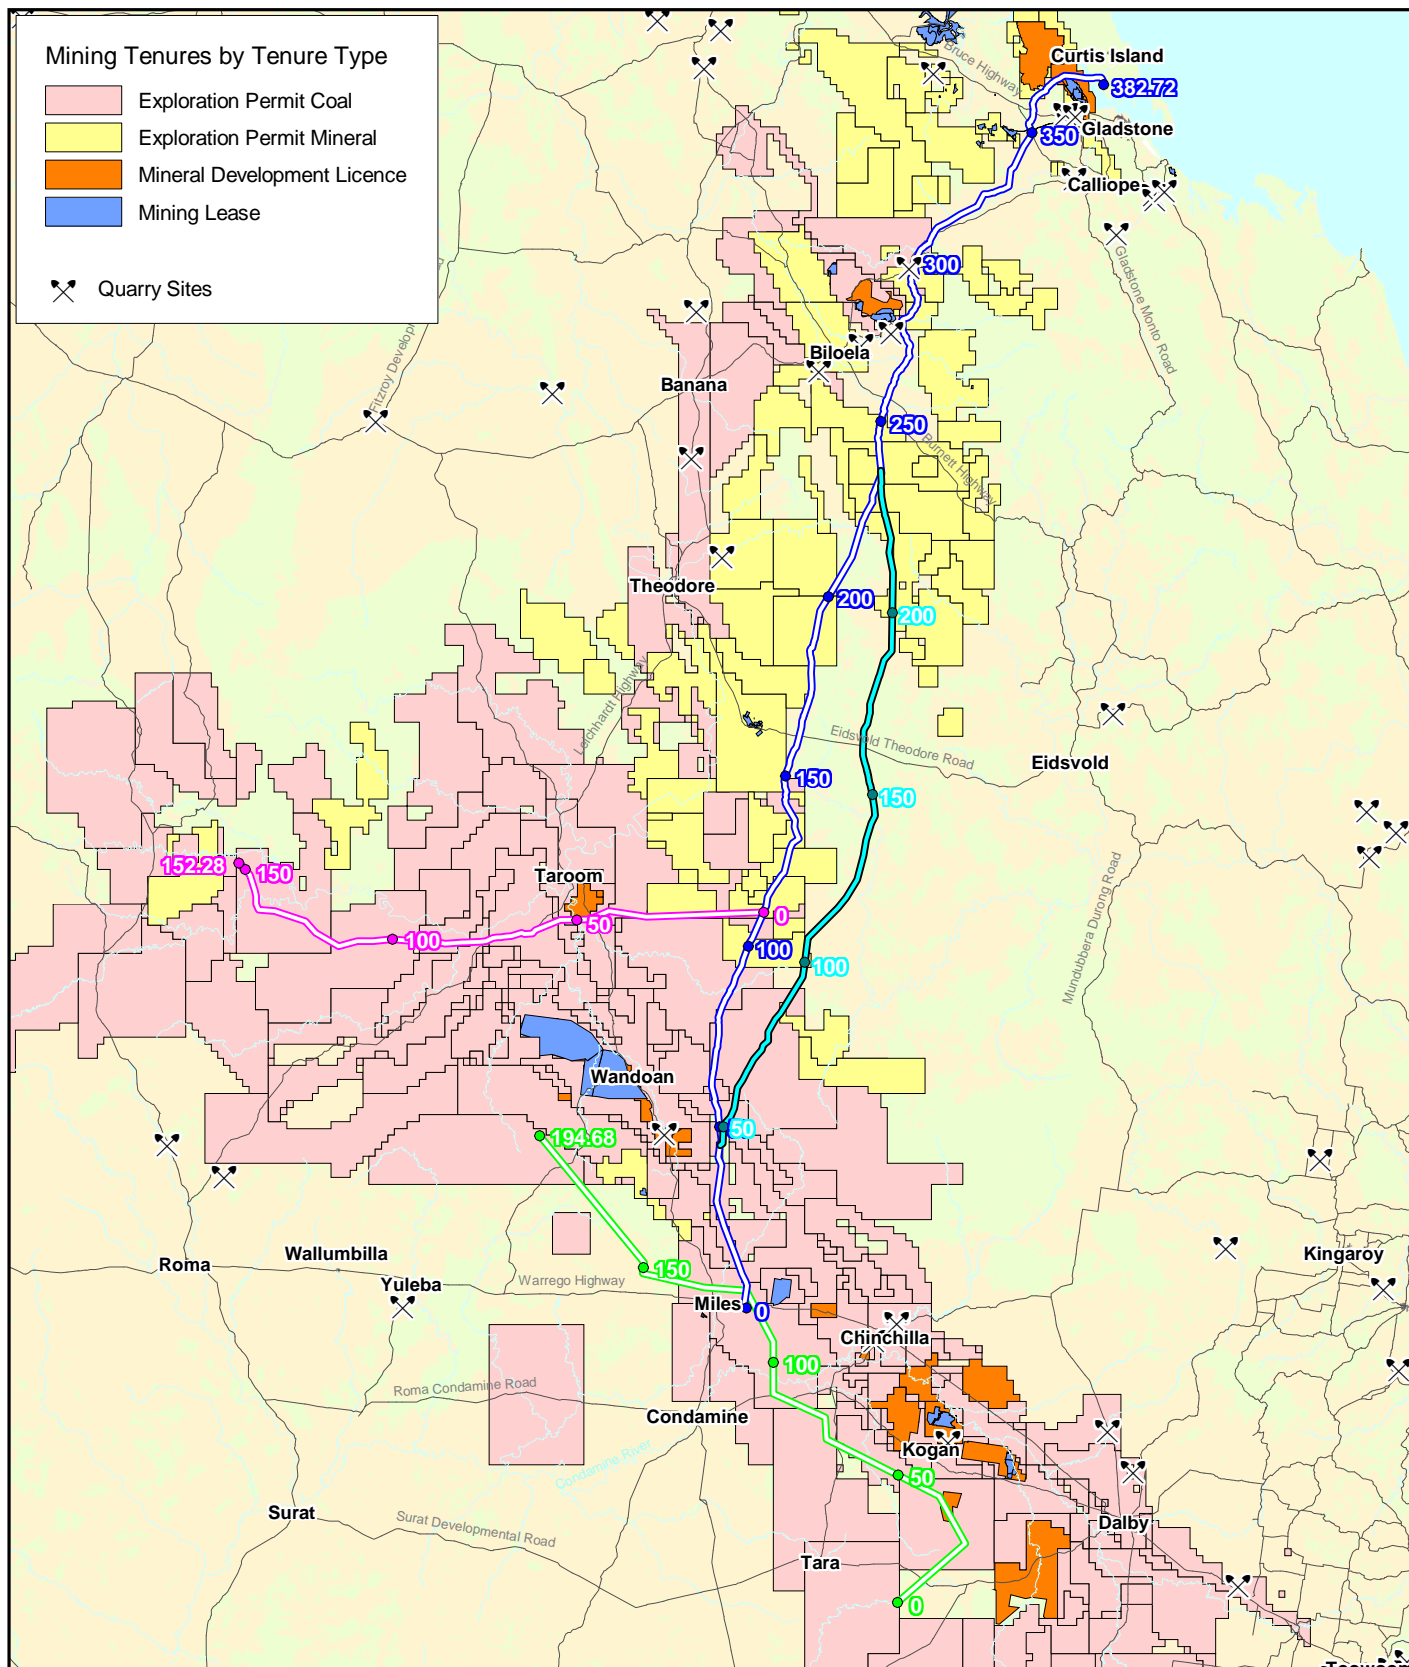 Mining Tenures by Tenure Type
Exploration Permit Coal
Exploration Permit Mineral
Mineral Development Licence
Mining Lease
Quarry Sites
Bruce Highway
Curtis Island
382.72
350
Gladstone
Calliope
300
Gladstone Monto Road
Fitzroy Develop
Biloela
Banana
250
Burnett Highway
Theodore
200
200
Leichhardt Highway
Eidsvold Theodore Road
Eidsvold
150
150
152.28
150
Taroom
0
50
100
100
100
Mundubbera Durong Road
Wandoan
50
194.68
Roma
Wallumbilla
Yuleba
150
Warrego Highway
Kingaroy
Miles
0
Chinchilla
100
Roma Condamine Road
Condamine
Kogan
Condamine River
50
Surat
Surat Developmental Road
Dalby
Tara
0